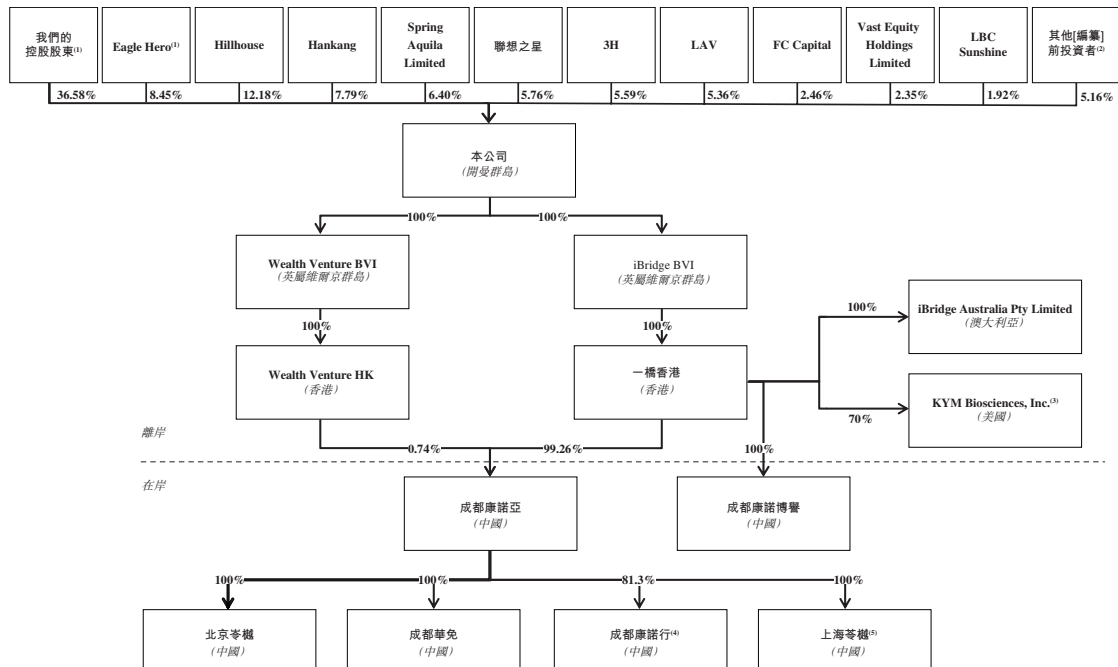 我們的
控股股東(1)
Eagle Hero(1)
Hillhouse
Hankang
Spring
Aquila
Limited
聯想之星
3H
LAV
FC Capital
Vast Equity
Holdings
Limited
LBC
Sunshine
其他[編纂]
前投資者(2)
36.58%
8.45%
12.18%
7.79%
6.40%
5.76%
5.59%
5.36%
2.46%
2.35%
1.92%
5.16%
本公司
(開曼群島)
100%
100%
Wealth Venture BVI
(英屬維爾京群島)
iBridge BVI
(英屬維爾京群島)
100%
100%
100%
iBridge Australia Pty Limited
(澳大利亞)
Wealth Venture HK
(香港)
一橋香港
(香港)
KYM Biosciences, Inc.(3)
(美國)
70%
離岸
0.74%
99.26%
100%
在岸
成都康諾亞
(中國)
成都康諾博譽
(中國)
100%
100%
81.3%
100%
北京岺樾
(中國)
成都華免
(中國)
成都康諾行(4)
(中國)
上海苓樾(5)
(中國)